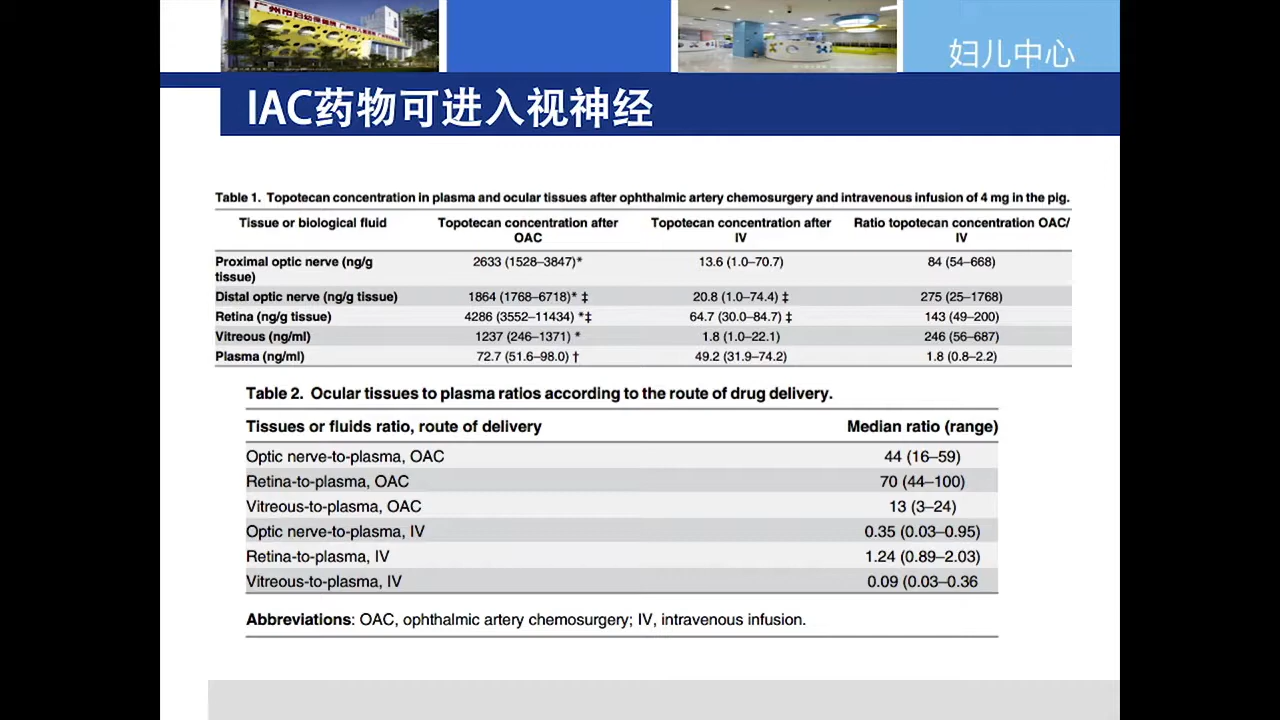 广州市妇幼保健院
妇儿中心
IAC药物可进入视神经
Table 1. Topotecan concentration in plasma and ocular tissues after ophthalmic artery chemosurgery and intravenous infusion of 4 mg in the pig.
Tissue or biological fluid Topotecan concentration after OAC Topotecan concentration after IV Ratio topotecan concentration OAC/IV
Proximal optic nerve (ng/g tissue) 2633 (1528–3847)* 13.6 (1.0–70.7) 84 (54–668)
Distal optic nerve (ng/g tissue) 1864 (1768–6718)* ‡ 20.8 (1.0–74.4) ‡ 275 (25–1768)
Retina (ng/g tissue) 4286 (3552–11434) *‡ 64.7 (30.0–84.7) ‡ 143 (49–200)
Vitreous (ng/ml) 1237 (246–1371) * 1.8 (1.0–22.1) 246 (56–687)
Plasma (ng/ml) 72.7 (51.6–98.0) † 49.2 (31.9–74.2) 1.8 (0.8–2.2)
Table 2. Ocular tissues to plasma ratios according to the route of drug delivery.
Tissues or fluids ratio, route of delivery Median ratio (range)
Optic nerve-to-plasma, OAC 44 (16–59)
Retina-to-plasma, OAC 70 (44–100)
Vitreous-to-plasma, OAC 13 (3–24)
Optic nerve-to-plasma, IV 0.35 (0.03–0.95)
Retina-to-plasma, IV 1.24 (0.89–2.03)
Vitreous-to-plasma, IV 0.09 (0.03–0.36
Abbreviations: OAC, ophthalmic artery chemosurgery; IV, intravenous infusion.